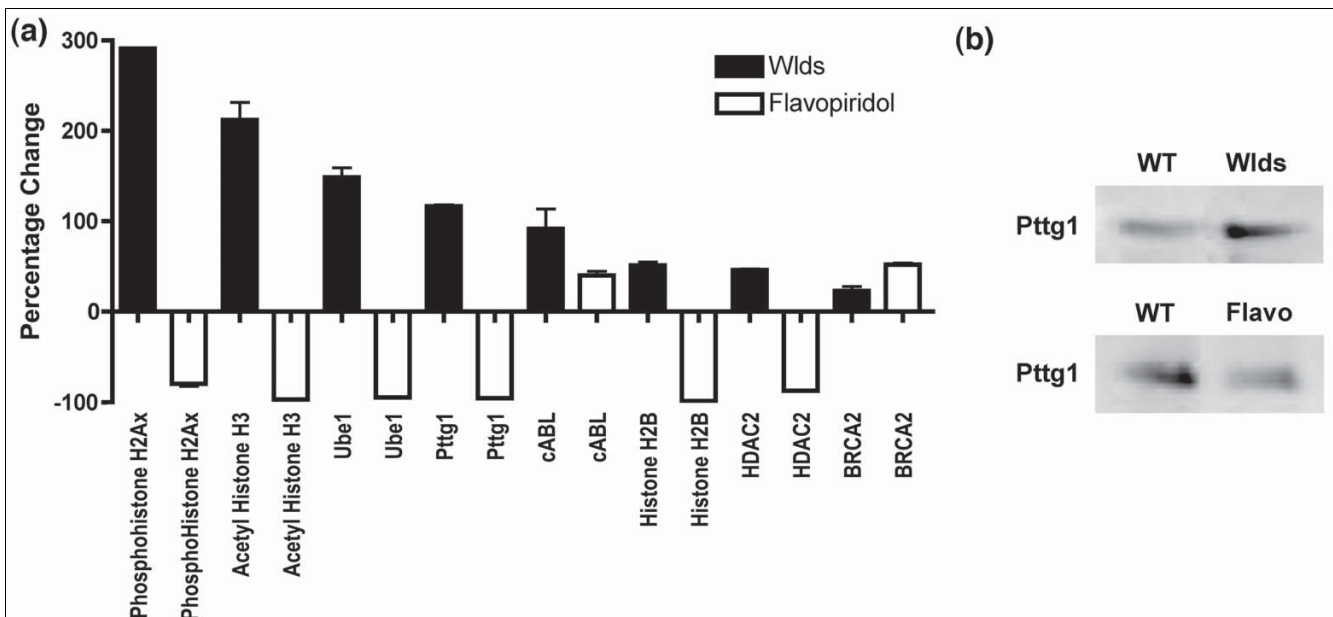 (a)
300
200
100
0
-100
Percentage Change
Wlds
Flavopiridol
Phosphohistone H2Ax
PhosphoHistone H2Ax
Acetyl Histone H3
Acetyl Histone H3
Ube1
Ube1
Pttg1
Pttg1
cABL
cABL
Histone H2B
Histone H2B
HDAC2
HDAC2
BRCA2
BRCA2
(b)
WT Wlds
Pttg1
WT Flavo
Pttg1